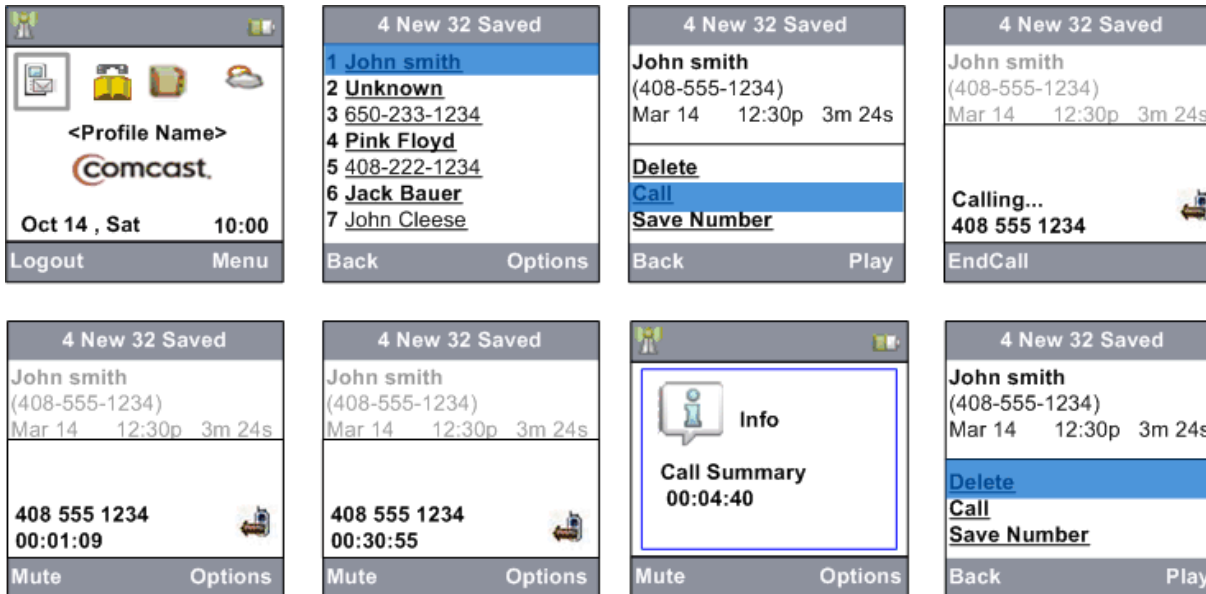 <Profile Name>
Comcast.
Oct 14 , Sat 10:00
Logout Menu
4 New 32 Saved
1 John smith
2 Unknown
3 650-233-1234
4 Pink Floyd
5 408-222-1234
6 Jack Bauer
7 John Cleese
Back Options
4 New 32 Saved
John smith
(408-555-1234)
Mar 14 12:30p 3m 24s
Delete
Call
Save Number
Back Play
4 New 32 Saved
John smith
(408-555-1234)
Mar 14 12:30p 3m 24s
Calling...
408 555 1234
EndCall
4 New 32 Saved
John smith
(408-555-1234)
Mar 14 12:30p 3m 24s
408 555 1234
00:01:09
Mute Options
4 New 32 Saved
John smith
(408-555-1234)
Mar 14 12:30p 3m 24s
408 555 1234
00:30:55
Mute Options
Info
Call Summary
00:04:40
Mute Options
4 New 32 Saved
John smith
(408-555-1234)
Mar 14 12:30p 3m 24s
Delete
Call
Save Number
Back Play